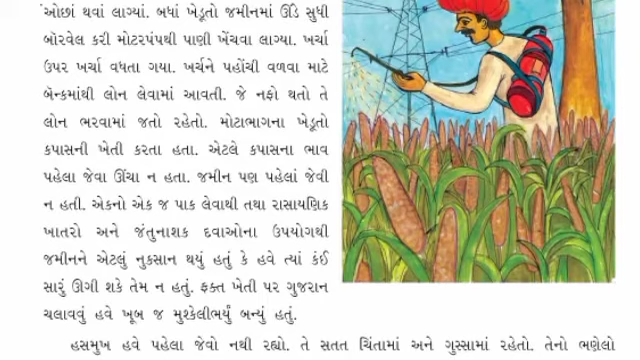 ઓછાં થવાં લાગ્યાં. બધાં ખેડૂતો જમીનમાં ઊંડે સુધી
બોરવેલ કરી મોટરપંપથી પાણી ખેંચવા લાગ્યા. ખર્ચા
ઉપર ખર્ચા વધતા ગયા. ખર્ચને પહોંચી વળવા માટે
બૅન્કમાંથી લોન લેવામાં આવતી. જે નફો થતો તે
લોન ભરવામાં જતો રહેતો. મોટાભાગના ખેડૂતો
કપાસની ખેતી કરતા હતા. એટલે કપાસના ભાવ
પહેલા જેવા ઊંચા ન હતા. જમીન પણ પહેલાં જેવી
ન હતી. એકનો એક જ પાક લેવાથી તથા રાસાયણિક
ખાતરો અને જંતુનાશક દવાઓના ઉપયોગથી
જમીનને એટલું નુકસાન થયું હતું કે હવે ત્યાં કંઈ
સારું ઊગી શકે તેમ ન હતું. ફક્ત ખેતી પર ગુજરાન
ચલાવવું હવે ખૂબ જ મુશ્કેલીભર્યું બન્યું હતું.
હસમુખ હવે પહેલા જેવો નથી રહ્યો. તે સતત ચિંતામાં અને ગુસ્સામાં રહેતો. તેનો ભણેલો